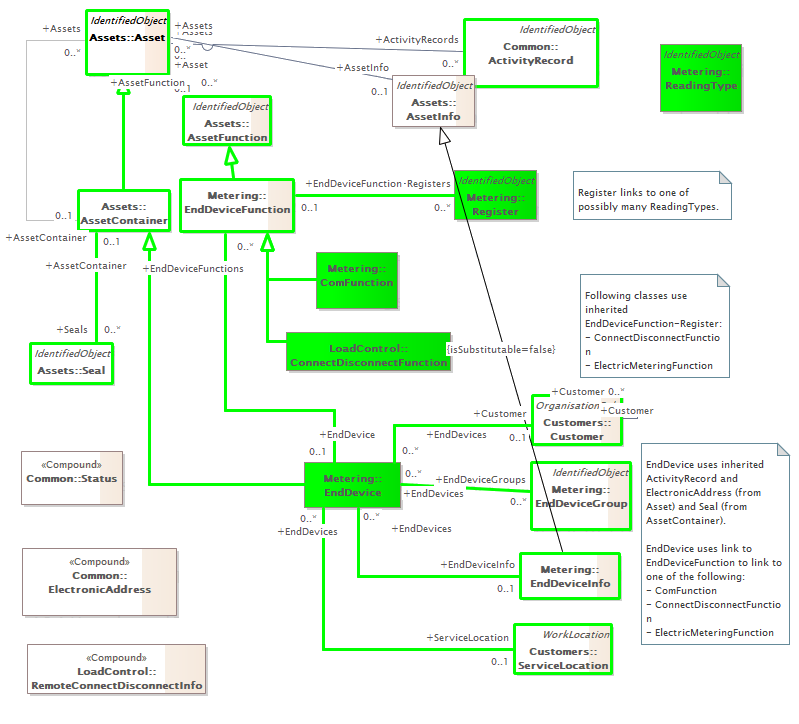 IdentifiedObject
Assets::Asset
+Assets
0..*
+Assets
+Assets
0..*
0..*
+Asset
0..1
+AssetFunction
0..*
+ActivityRecords
0..*
+AssetInfo
0..1
IdentifiedObject
Common::
ActivityRecord
IdentifiedObject
Metering::
ReadingType
IdentifiedObject
Assets::
AssetInfo
IdentifiedObject
Assets::
AssetFunction
Assets::
AssetContainer
0..1
+AssetContainer
0..1
+AssetContainer
Metering::
EndDeviceFunction
+EndDeviceFunction
+Registers
0..1
0..*
IdentifiedObject
Metering::
Register
Register links to one of
possibly many ReadingTypes.
0..*
+EndDeviceFunctions
Metering::
ComFunction
Following classes use
inherited
EndDeviceFunction-Register:
- ConnectDisconnectFunctio
n
- ElectricMeteringFunction
+Seals
0..*
IdentifiedObject
Assets::Seal
LoadControl::
ConnectDisconnectFunction
{isSubstitutable=false}
+Customer
0..*
+Customer
Organisation
Customers::
Customer
+Customer
0..1
+EndDevices
0..*
+EndDevice
0..1
«Compound»
Common::Status
Metering::
EndDevice
0..*
+EndDeviceGroups
+EndDevices
0..*
IdentifiedObject
Metering::
EndDeviceGroup
EndDevice uses inherited
ActivityRecord and
ElectronicAddress (from
Asset) and Seal (from
AssetContainer).
EndDevice uses link to
EndDeviceFunction to link to
one of the following:
- ComFunction
- ConnectDisconnectFunctio
n
- ElectricMeteringFunction
0..*
+EndDevices
0..*
+EndDevices
«Compound»
Common::
ElectronicAddress
+EndDeviceInfo
0..1
Metering::
EndDeviceInfo
+ServiceLocation
0..1
WorkLocation
Customers::
ServiceLocation
«Compound»
LoadControl::
RemoteConnectDisconnectInfo